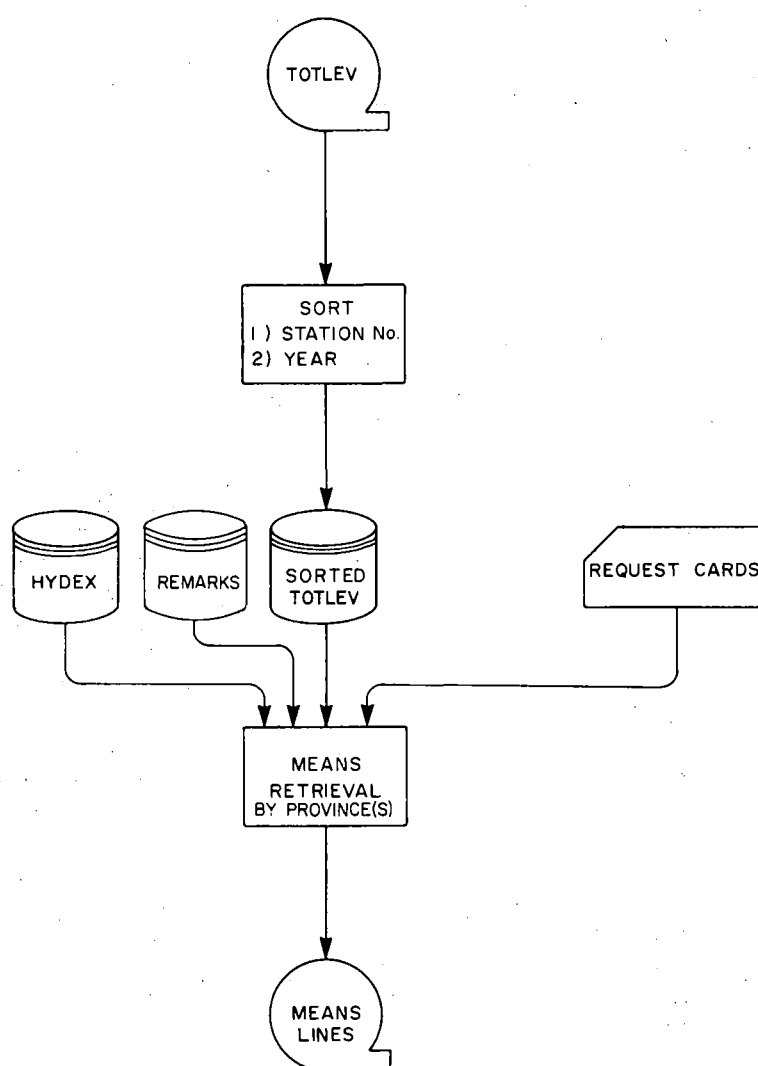 TOTLEV
SORT
1) STATION No.
2) YEAR
HYDEX
REMARKS
SORTED
TOTLEV
REQUEST CARDS
MEANS
RETRIEVAL
BY PROVINCE(S)
MEANS
LINES